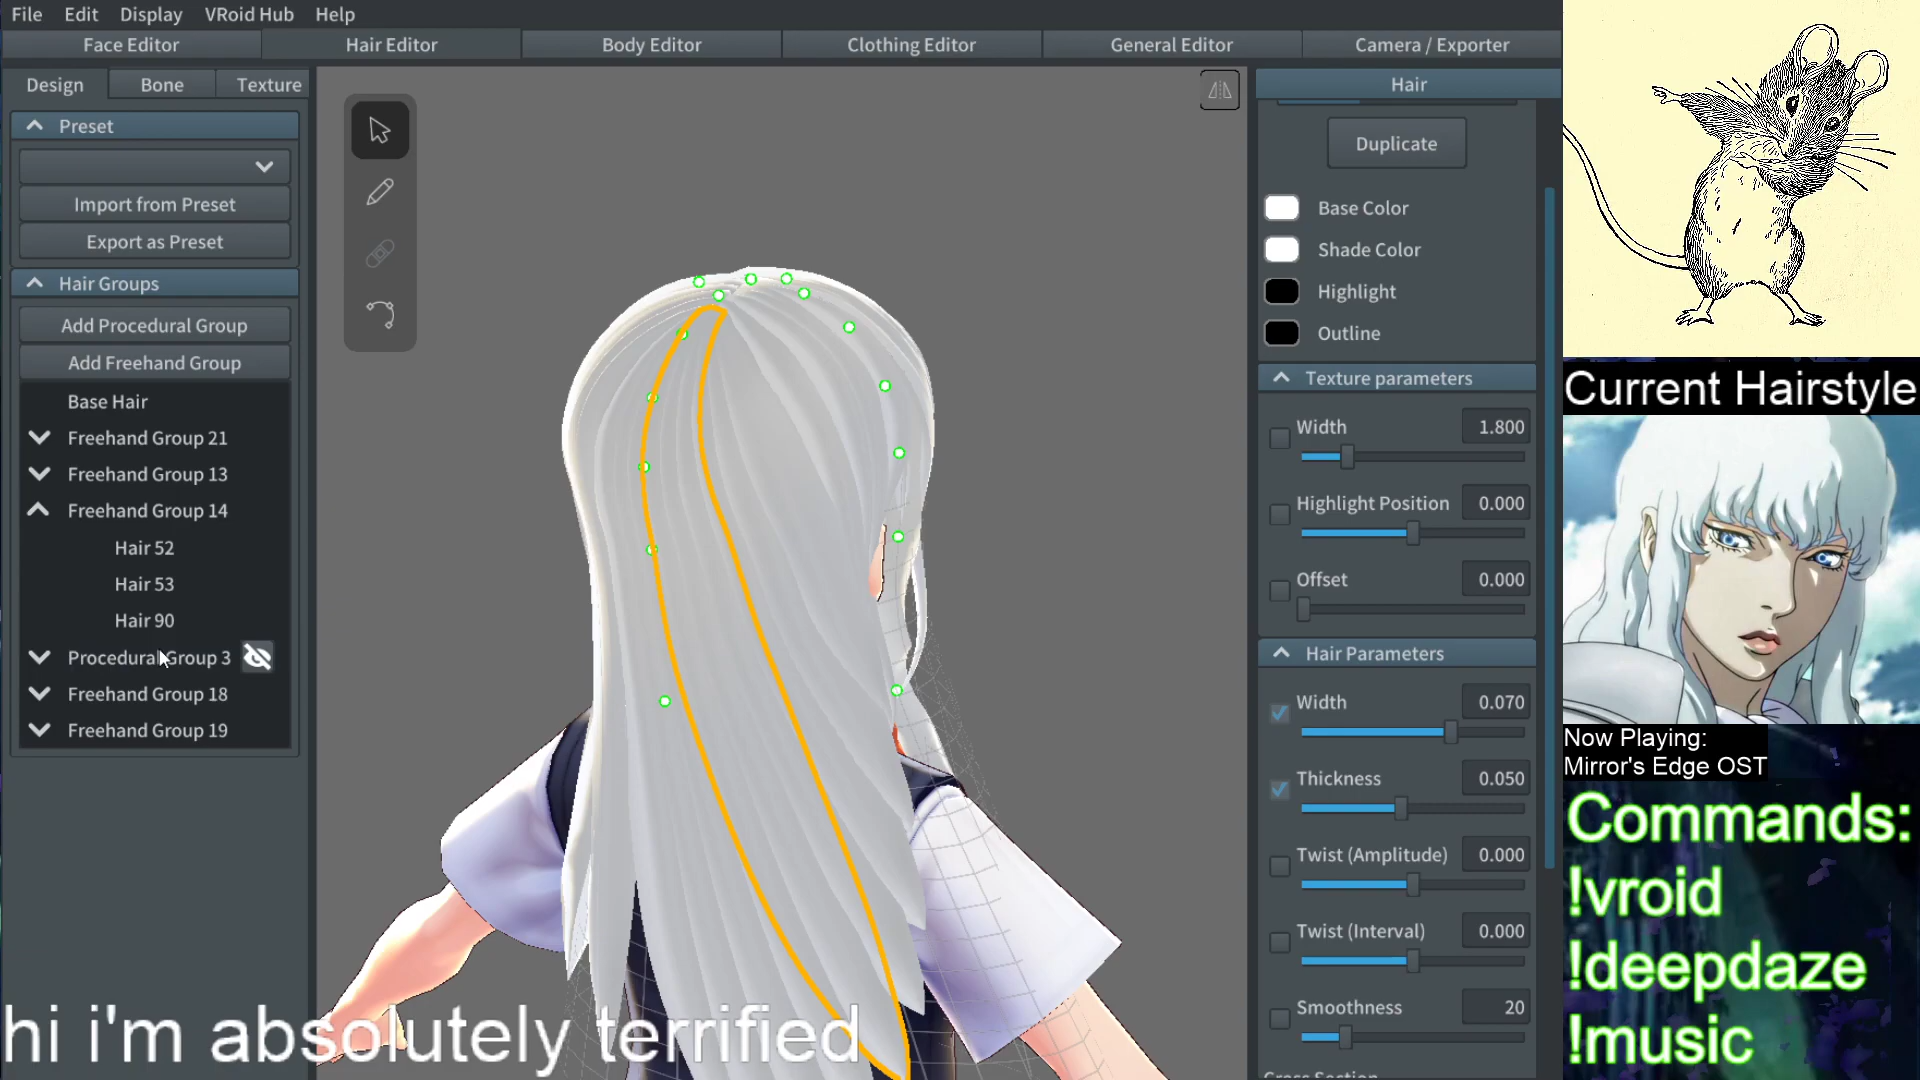 File Edit Display VRoid Hub Help
Face Editor Hair Editor Body Editor Clothing Editor General Editor Camera / Exporter
Design Bone Texture
Preset
Import from Preset
Export as Preset
Hair Groups
Add Procedural Group
Add Freehand Group
Base Hair
Freehand Group 21
Freehand Group 13
Freehand Group 14
Hair 52
Hair 53
Hair 90
Procedural Group 3
Freehand Group 18
Freehand Group 19
Hair
Duplicate
Base Color
Shade Color
Highlight
Outline
Texture parameters
Width 1.800
Highlight Position 0.000
Offset 0.000
Hair Parameters
Width 0.070
Thickness 0.050
Twist (Amplitude) 0.000
Twist (Interval) 0.000
Smoothness 20
Cross Section
Current Hairstyle
Now Playing:
Mirror's Edge OST
Commands:
!vroid
!deepdaze
!music
hi i'm absolutely terrified